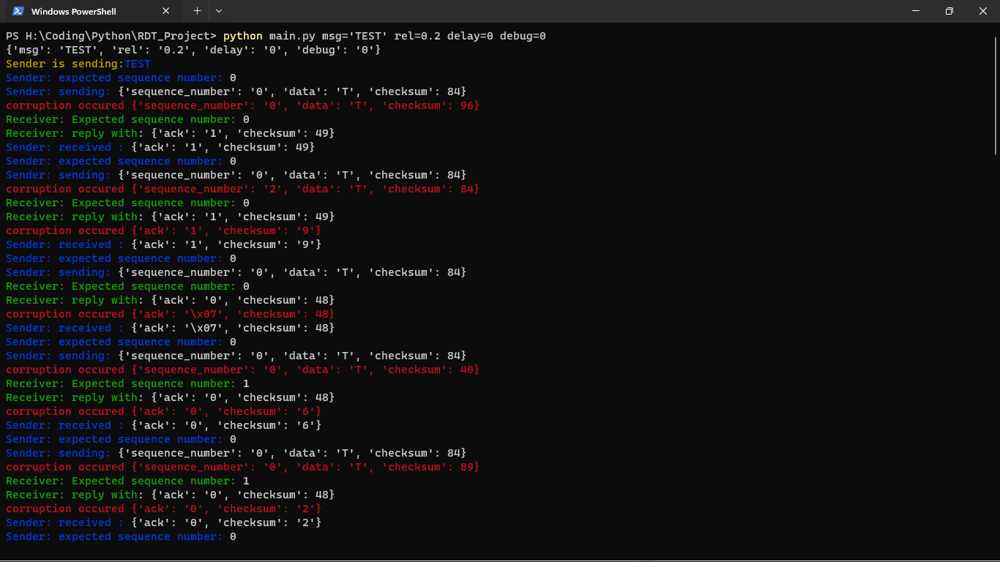 Windows PowerShell
PS H:\Coding\Python\RDT_Project> python main.py msg='TEST' rel=0.2 delay=0 debug=0
{'msg': 'TEST', 'rel': '0.2', 'delay': '0', 'debug': '0'}
Sender is sending:TEST
Sender: expected sequence number: 0
Sender: sending: {'sequence_number': '0', 'data': 'T', 'checksum': 84}
corruption occured {'sequence_number': '0', 'data': 'T', 'checksum': 96}
Receiver: Expected sequence number: 0
Receiver: reply with: {'ack': '1', 'checksum': 49}
Sender: received : {'ack': '1', 'checksum': 49}
Sender: expected sequence number: 0
Sender: sending: {'sequence_number': '0', 'data': 'T', 'checksum': 84}
corruption occured {'sequence_number': '2', 'data': 'T', 'checksum': 84}
Receiver: Expected sequence number: 0
Receiver: reply with: {'ack': '1', 'checksum': 49}
corruption occured {'ack': '1', 'checksum': '9'}
Sender: received : {'ack': '1', 'checksum': '9'}
Sender: expected sequence number: 0
Sender: sending: {'sequence_number': '0', 'data': 'T', 'checksum': 84}
Receiver: Expected sequence number: 0
Receiver: reply with: {'ack': '0', 'checksum': 48}
corruption occured {'ack': '\x07', 'checksum': 48}
Sender: received : {'ack': '\x07', 'checksum': 48}
Sender: expected sequence number: 0
Sender: sending: {'sequence_number': '0', 'data': 'T', 'checksum': 84}
corruption occured {'sequence_number': '0', 'data': 'T', 'checksum': 40}
Receiver: Expected sequence number: 1
Receiver: reply with: {'ack': '0', 'checksum': 48}
corruption occured {'ack': '0', 'checksum': '6'}
Sender: received : {'ack': '0', 'checksum': '6'}
Sender: expected sequence number: 0
Sender: sending: {'sequence_number': '0', 'data': 'T', 'checksum': 84}
corruption occured {'sequence_number': '0', 'data': 'T', 'checksum': 89}
Receiver: Expected sequence number: 1
Receiver: reply with: {'ack': '0', 'checksum': 48}
corruption occured {'ack': '0', 'checksum': '2'}
Sender: received : {'ack': '0', 'checksum': '2'}
Sender: expected sequence number: 0